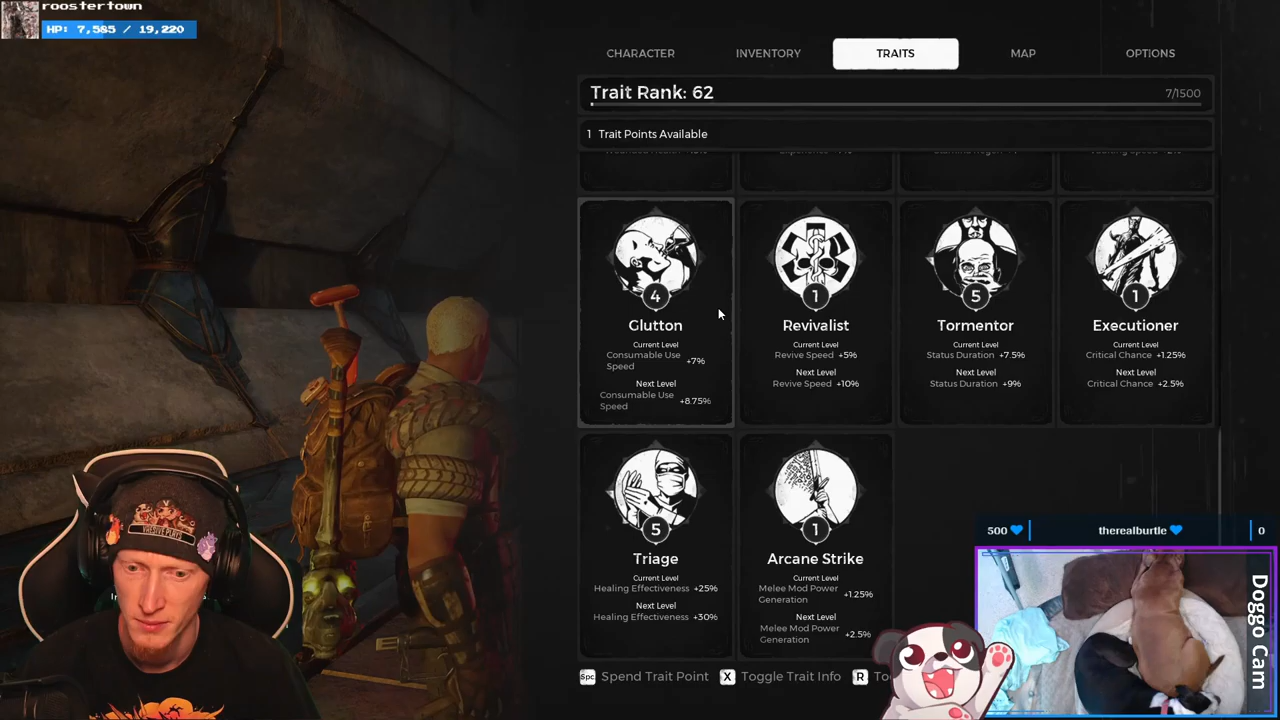 roostertown
HP: 7,585 / 19,220
CHARACTER
INVENTORY
TRAITS
MAP
OPTIONS
Trait Rank: 62
7/1500
1 Trait Points Available
4
Glutton
Current Level
Consumable Use
Speed
+7%
Next Level
Consumable Use
Speed
+8.75%
1
Revivalist
Current Level
Revive Speed +5%
Next Level
Revive Speed +10%
5
Tormentor
Current Level
Status Duration +7.5%
Next Level
Status Duration +9%
1
Executioner
Current Level
Critical Chance +1.25%
Next Level
Critical Chance +2.5%
5
Triage
Current Level
Healing Effectiveness +25%
Next Level
Healing Effectiveness +30%
1
Arcane Strike
Current Level
Melee Mod Power
Generation
+1.25%
Next Level
Melee Mod Power
Generation
+2.5%
Spc. Spend Trait Point
X Toggle Trait Info
R
500
therealburtle
0
Doggo Cam